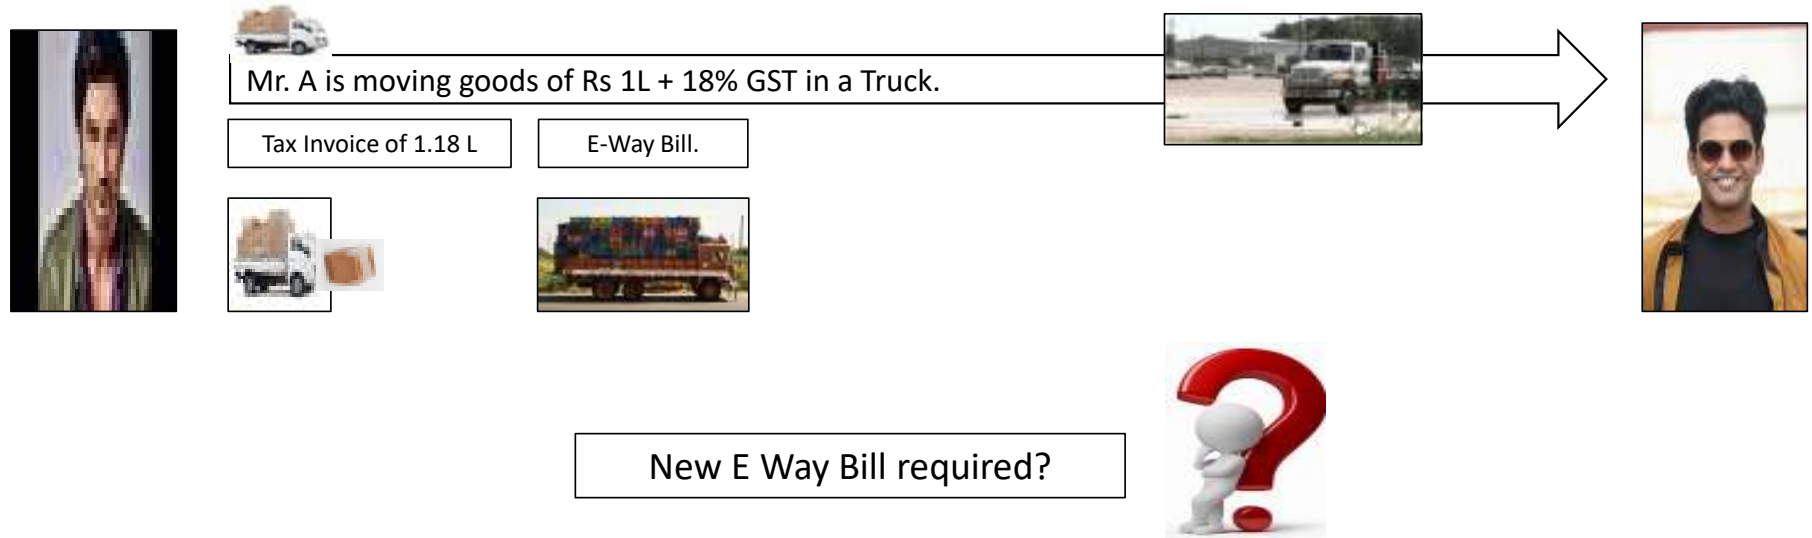 Mr. A is moving goods of Rs 1L + 18% GST in a Truck.
Tax Invoice of 1.18 L
E-Way Bill.
New E Way Bill required?